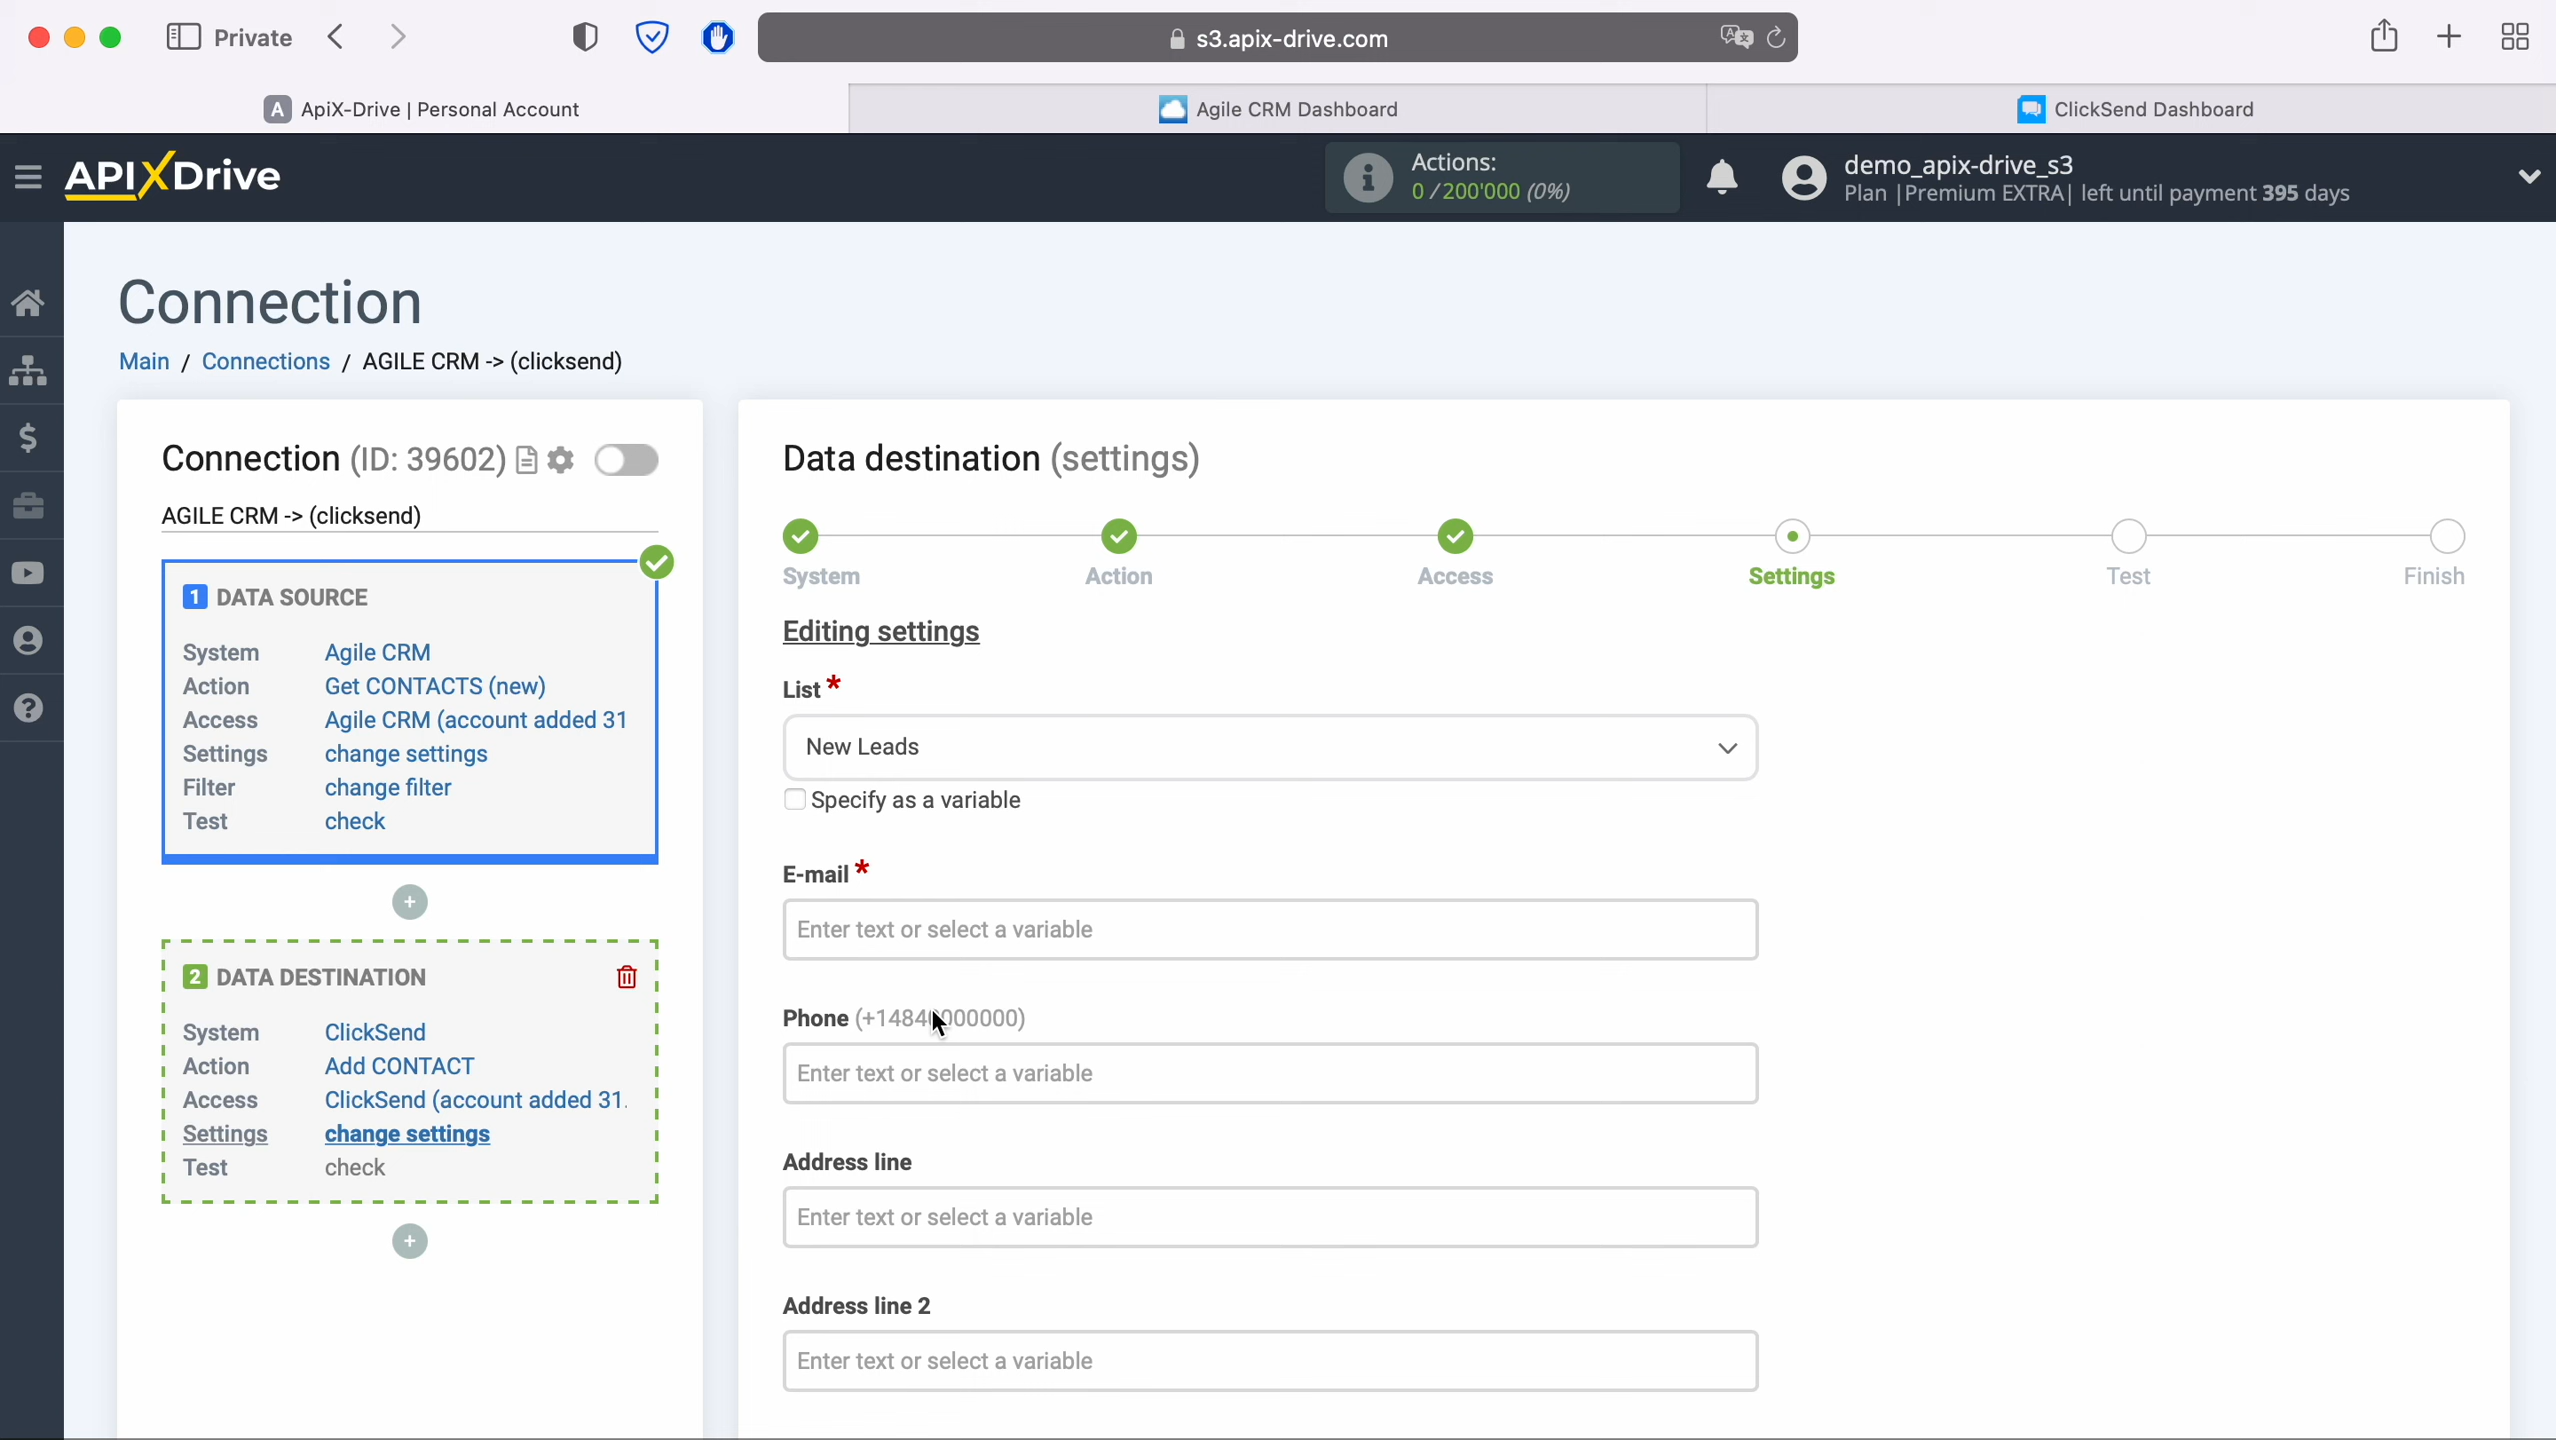 Private
s3.apix-drive.com
ApiX-Drive | Personal Account
Agile CRM Dashboard
ClickSend Dashboard
APIXDrive
Actions:
0 / 200'000 (0%)
demo_apix-drive_s3
Plan |Premium EXTRA| left until payment 395 days
Connection
Main / Connections / AGILE CRM -> (clicksend)
Connection (ID: 39602)
AGILE CRM -> (clicksend)
1 DATA SOURCE
System Agile CRM
Action Get CONTACTS (new)
Access Agile CRM (account added 31
Settings change settings
Filter change filter
Test check
2 DATA DESTINATION
System ClickSend
Action Add CONTACT
Access ClickSend (account added 31.
Settings change settings
Test check
Data destination (settings)
System
Action
Access
Settings
Test
Finish
Editing settings
List *
New Leads
Specify as a variable
E-mail *
Enter text or select a variable
Phone
Enter text or select a variable
Address line
Enter text or select a variable
Address line 2
Enter text or select a variable